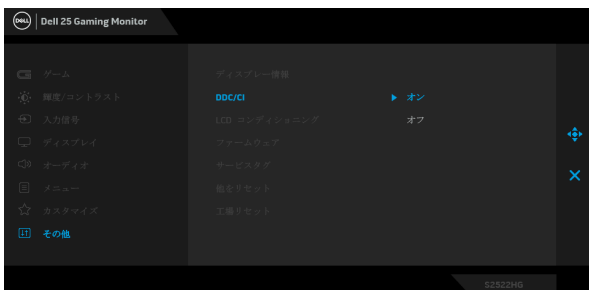 DELL Dell 25 Gaming Monitor
ゲーム ディスプレー情報
輝度/コントラスト DDC/CI オン
入力信号 LCD コンディショニング オフ
ディスプレイ ファームウェア
オーディオ サービスタグ
メニュー 他をリセット
カスタマイズ 工場リセット
その他
S2522HG